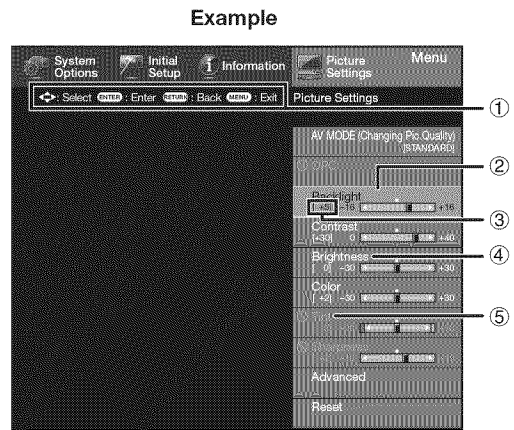 Example
System Options
Initial Setup
Information
Picture Settings
Menu
: Select ENTER : Enter RETURN : Back MENU : Exit
Picture Settings
①
AV MODE (Changing Pic.Quality)
[STANDARD]
OPC
②
Backlight
[ +5] −16 +16
③
Contrast
[+30] 0 +40
Brightness
④
[ 0] −30 +30
Color
[ +2] −30 +30
Tint
⑤
Sharpness
Advanced
Reset